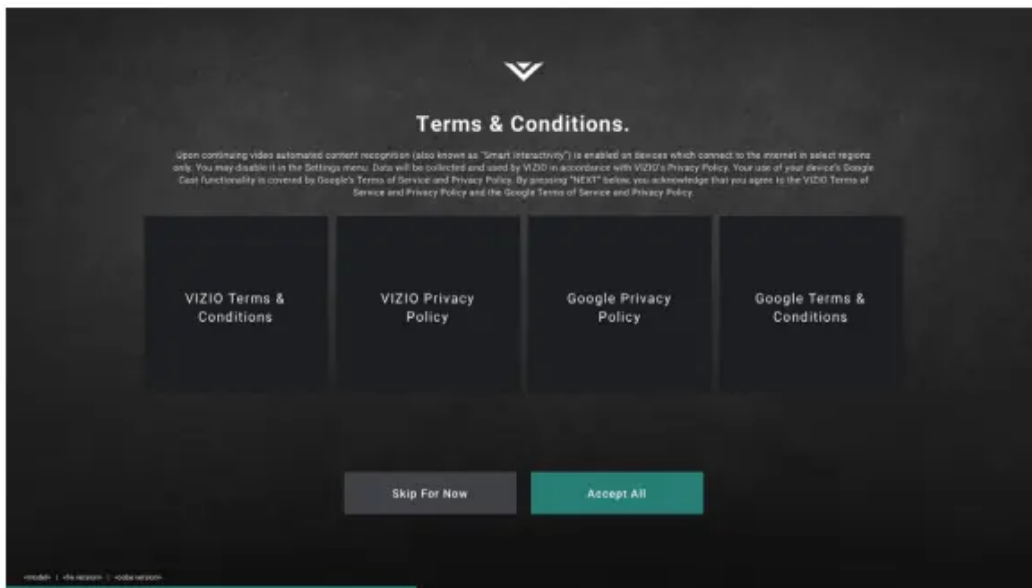 Terms & Conditions.
Upon continuing video automated content recognition (also known as "Smart Interactivity") is enabled on devices which connect to the internet in select regions
only. You may disable it in the Settings menu. Data will be collected and used by VIZIO in accordance with VIZIO's Privacy Policy. Your use of your device's Google
Cast functionality is covered by Google's Terms of Service and Privacy Policy. By pressing "NEXT" below, you acknowledge that you agree to the VIZIO Terms of
Service and Privacy Policy and the Google Terms of Service and Privacy Policy.
VIZIO Terms &
Conditions
VIZIO Privacy
Policy
Google Privacy
Policy
Google Terms &
Conditions
Skip For Now
Accept All
<model> | <fw version> | <cobe version>